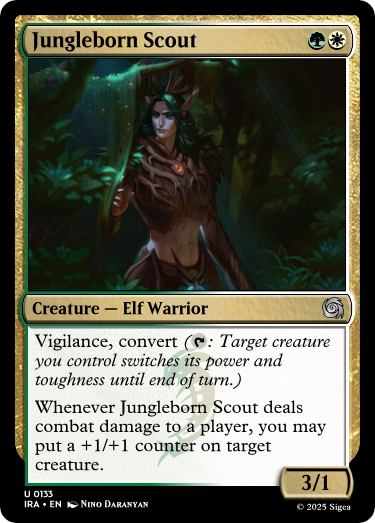 Jungleborn Scout
Creature — Elf Warrior
Vigilance, convert (T: Target creature
you control switches its power and
toughness until end of turn.)
Whenever Jungleborn Scout deals
combat damage to a player, you may
put a +1/+1 counter on target
creature.
3/1
U 0133
IRA • EN Nino Daranyan
© 2025 Sigea